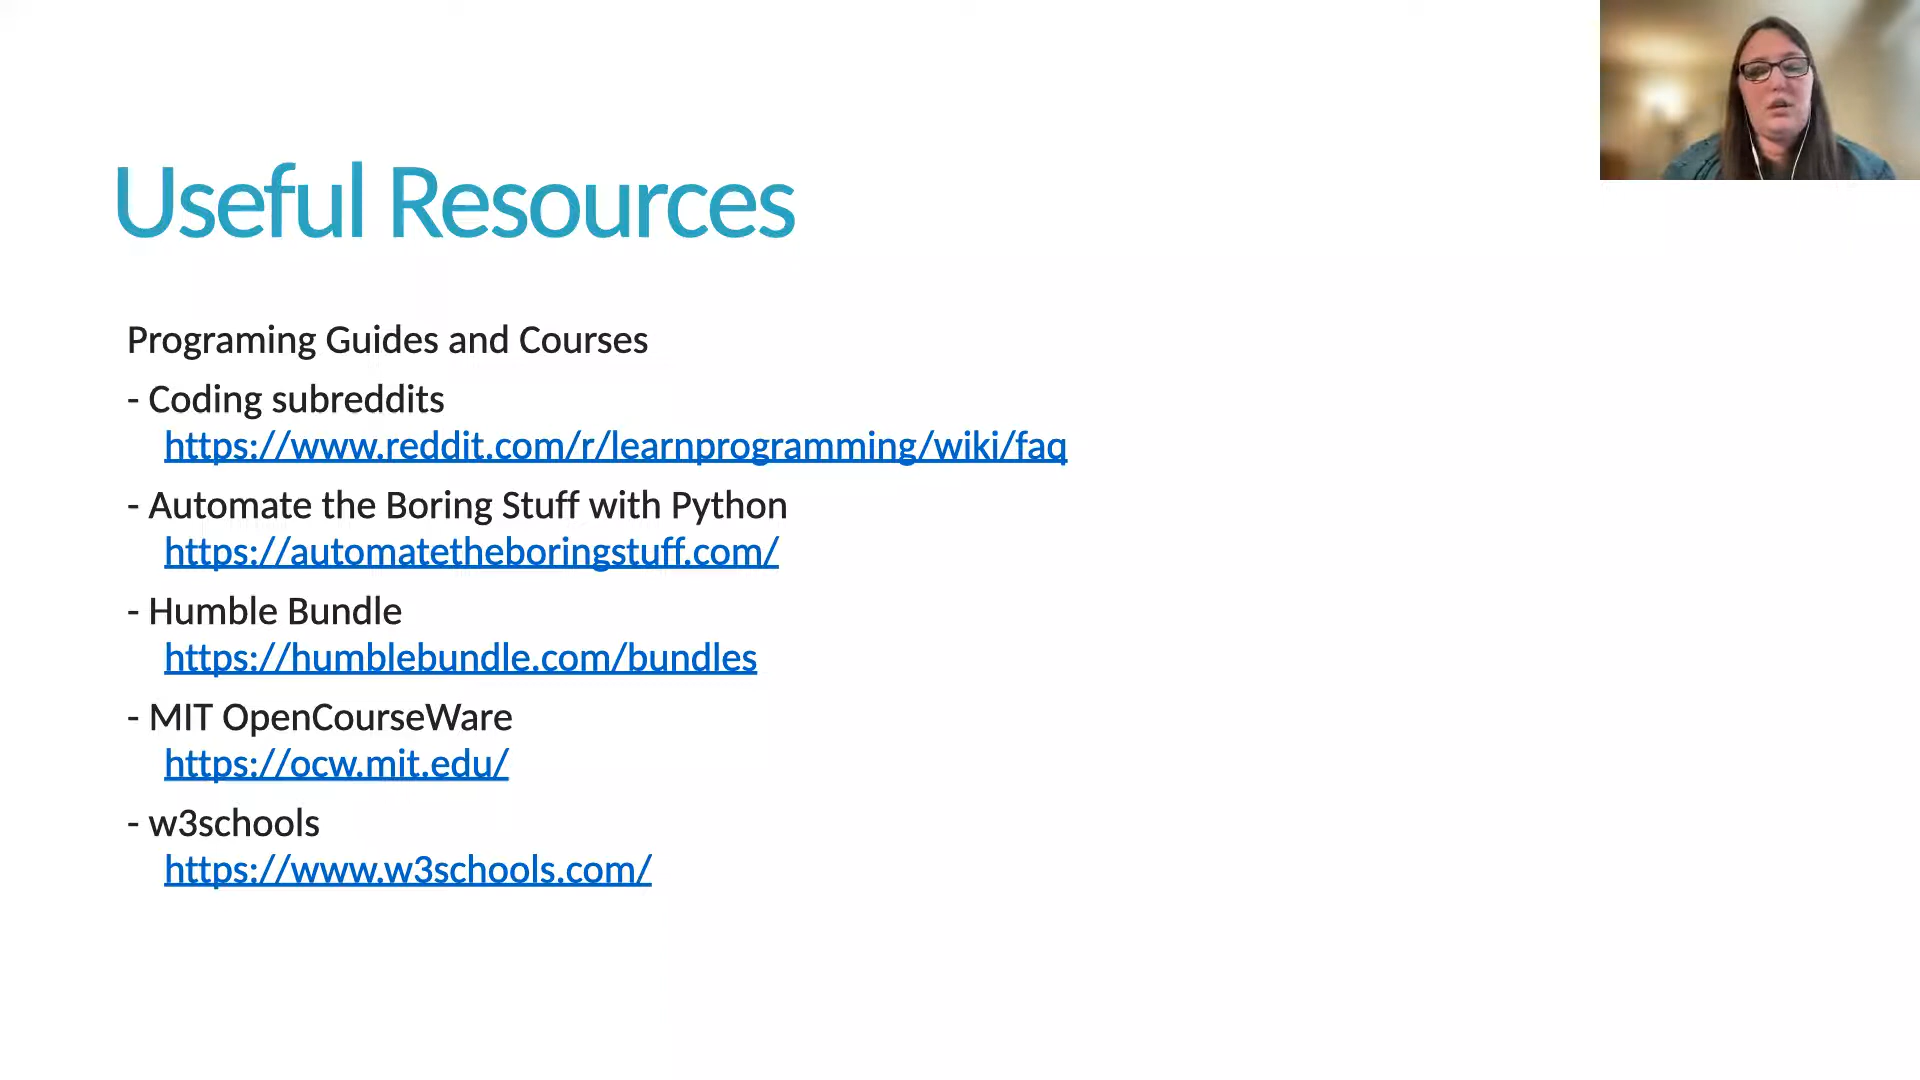 Useful Resources
Programing Guides and Courses
- Coding subreddits
https://www.reddit.com/r/learnprogramming/wiki/faq
- Automate the Boring Stuff with Python
https://automatetheboringstuff.com/
- Humble Bundle
https://humblebundle.com/bundles
- MIT OpenCourseWare
https://ocw.mit.edu/
- w3schools
https://www.w3schools.com/